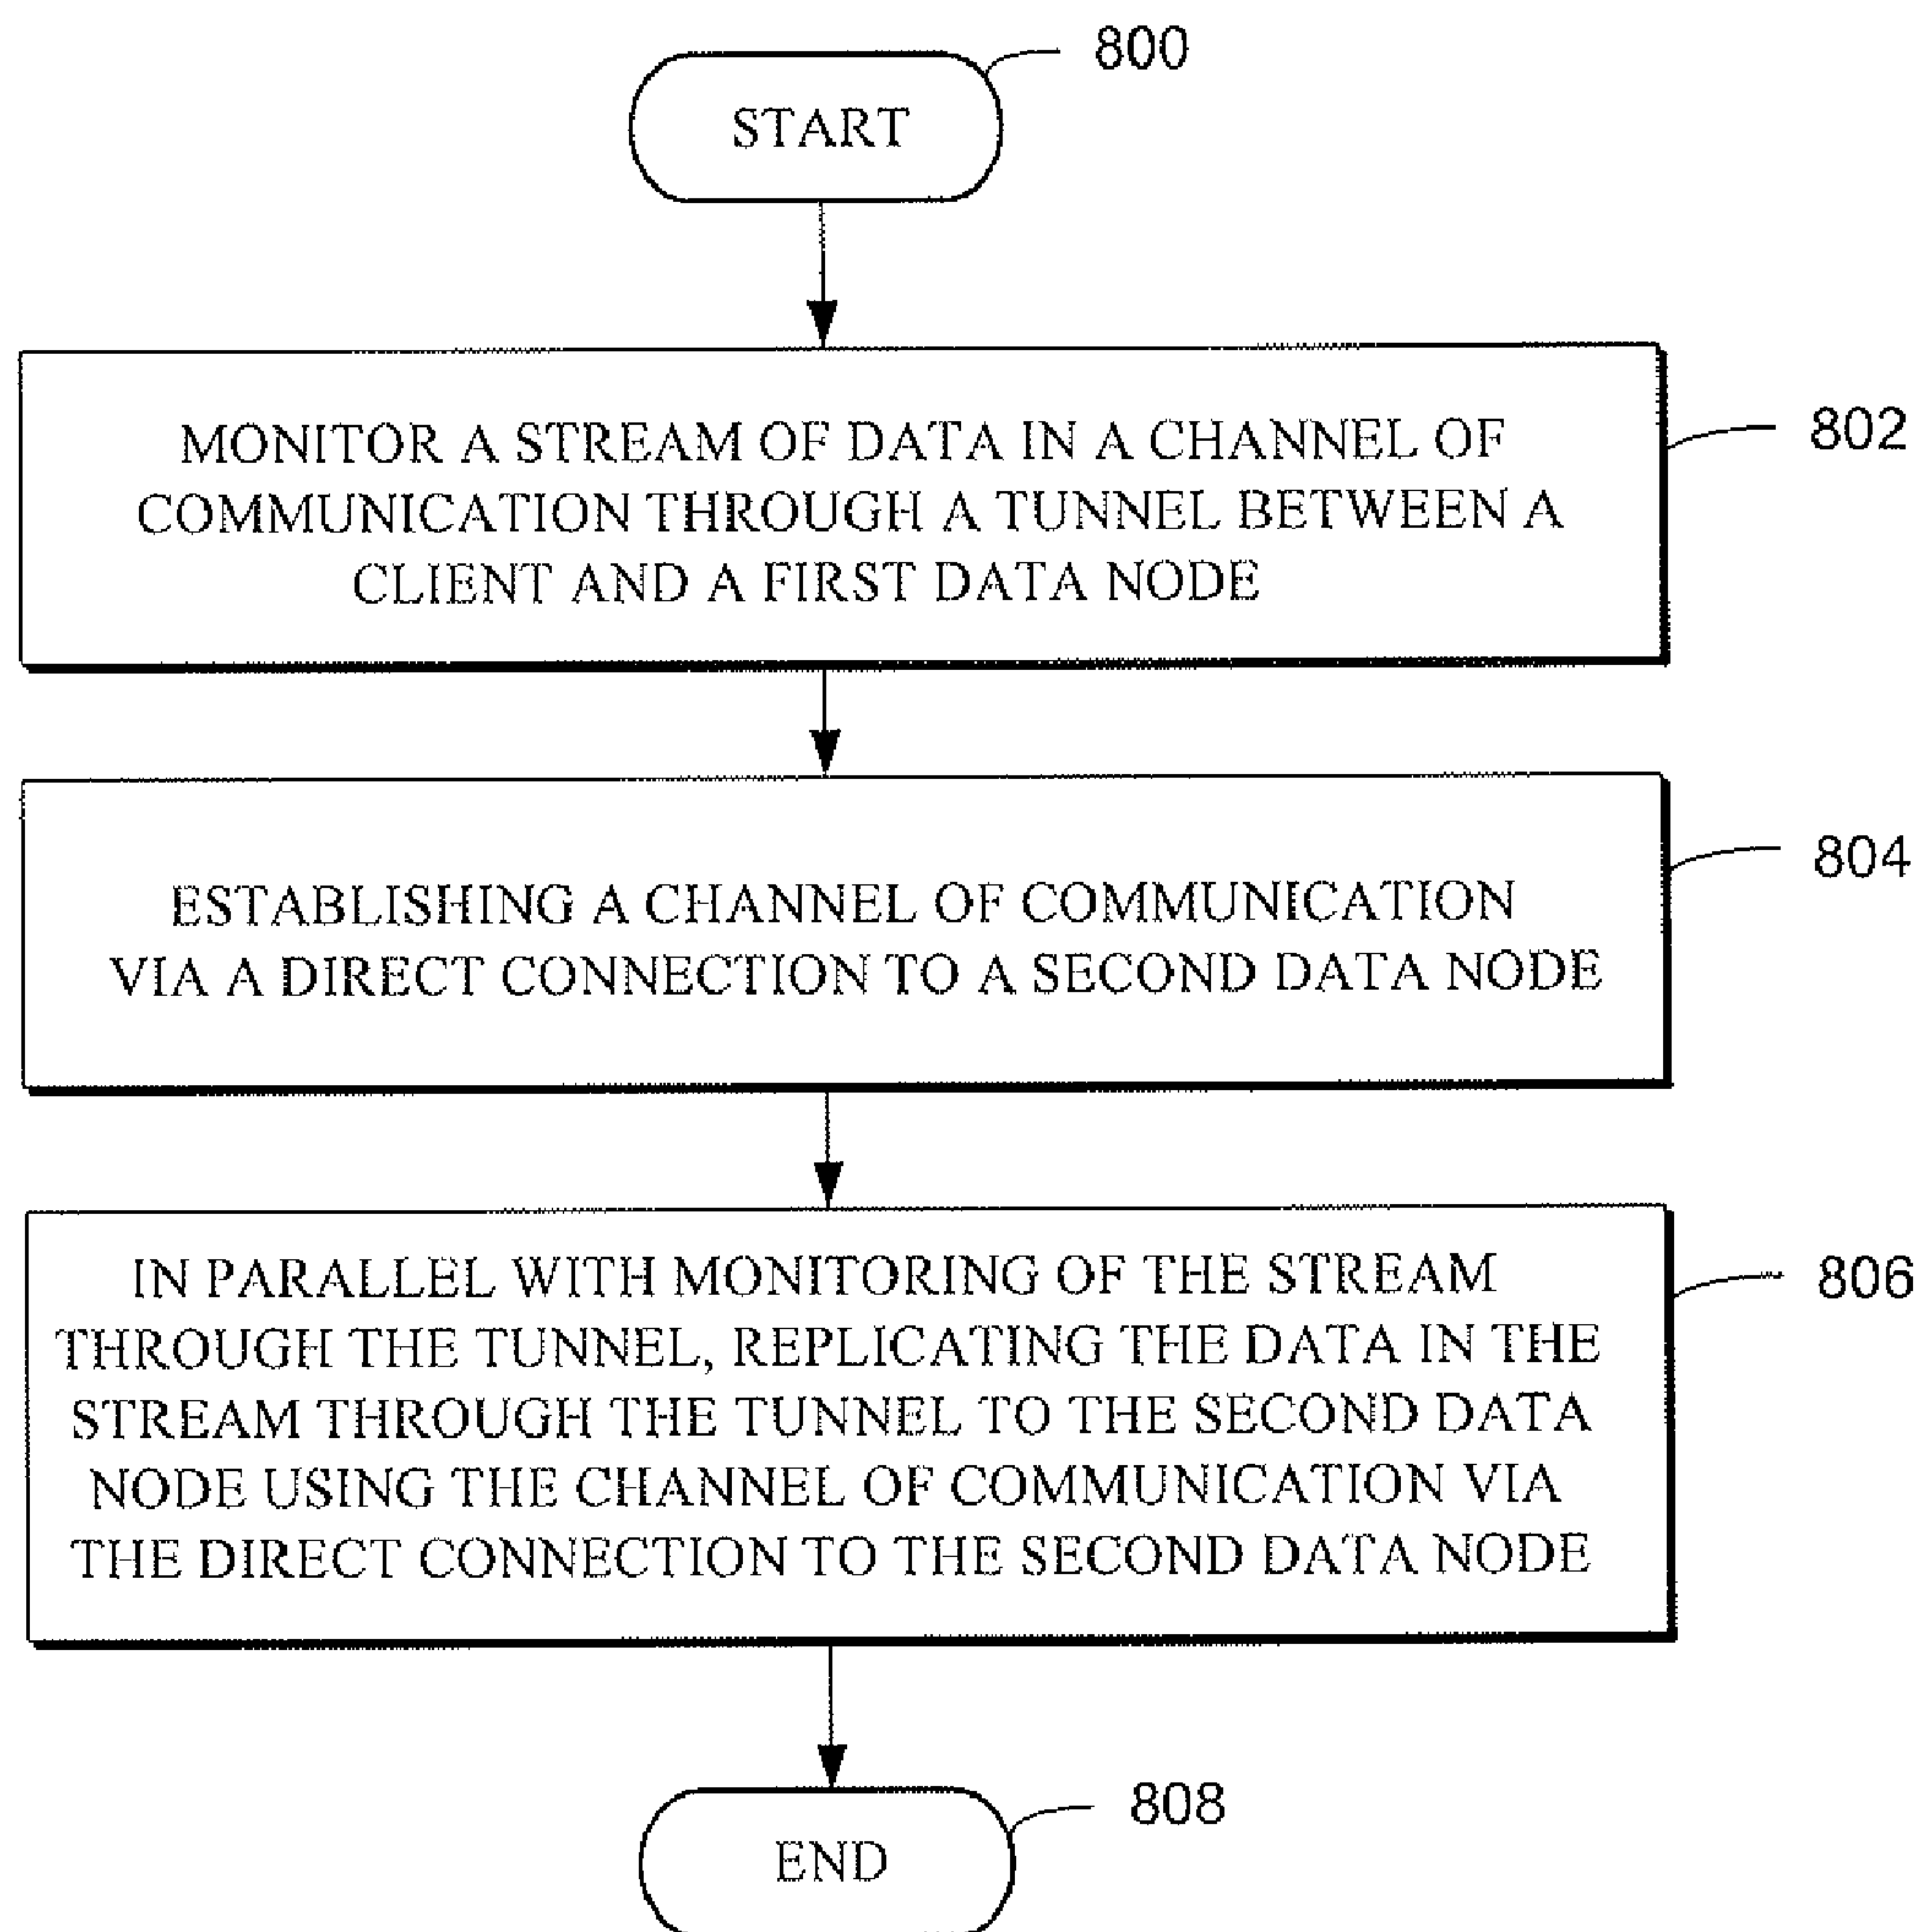 800
START
MONITOR A STREAM OF DATA IN A CHANNEL OF
COMMUNICATION THROUGH A TUNNEL BETWEEN A
CLIENT AND A FIRST DATA NODE
802
ESTABLISHING A CHANNEL OF COMMUNICATION
VIA A DIRECT CONNECTION TO A SECOND DATA NODE
804
IN PARALLEL WITH MONITORING OF THE STREAM
THROUGH THE TUNNEL, REPLICATING THE DATA IN THE
STREAM THROUGH THE TUNNEL TO THE SECOND DATA
NODE USING THE CHANNEL OF COMMUNICATION VIA
THE DIRECT CONNECTION TO THE SECOND DATA NODE
806
808
END